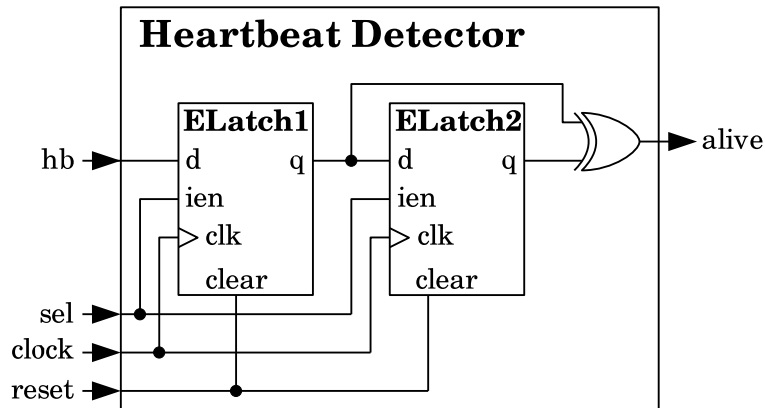 Heartbeat Detector
ELatch1
ELatch2
hb
d
q
d
q
alive
ien
ien
clk
clk
clear
clear
sel
clock
reset